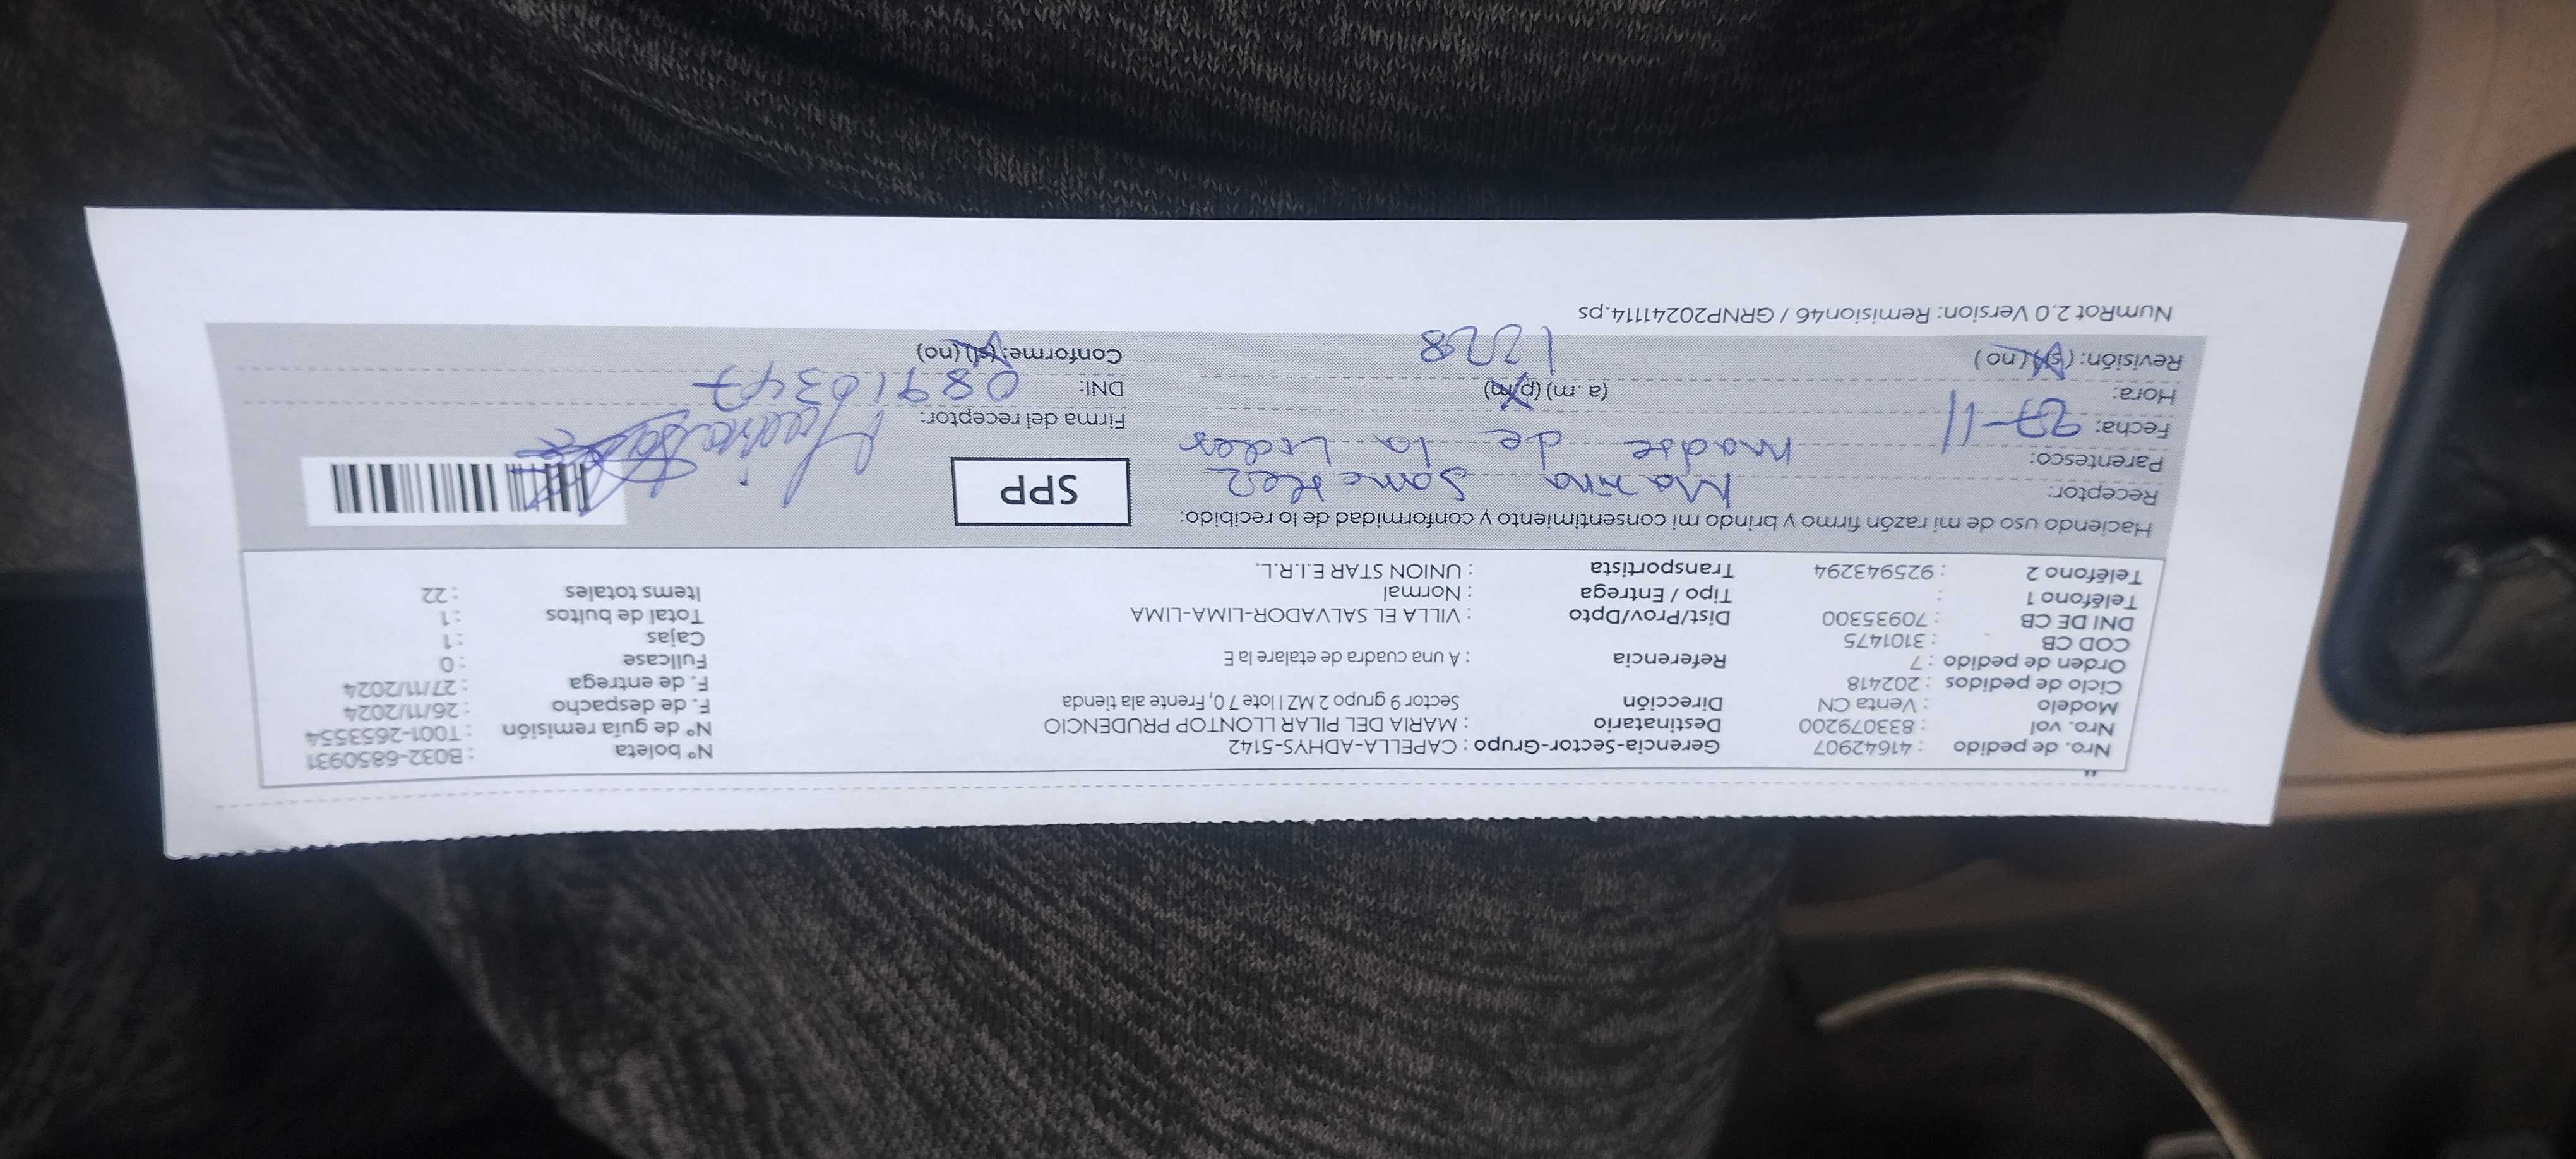 Nro. de pedido : 41642907 Gerencia-Sector-Grupo : CAPELLA-ADHYS-5142 N° boleta : B032-6850931
Nro. vol : 833079200 Destinatario : MARIA DEL PILAR LLONTOP PRUDENCIO N° de guía remisión : T001-2653554
Modelo : Venta CN Dirección Sector 9 grupo 2 MZ I lote 7 0, Frente ala tienda F. de despacho : 26/11/2024
Ciclo de pedidos : 202418 F. de entrega : 27/11/2024
Orden de pedido : 7 Referencia : A una cuadra de etalare la E Fullcase : 0
COD CB : 3101475 Cajas : 1
DNI DE CB : 70935300 Dist/Prov/Dpto : VILLA EL SALVADOR-LIMA-LIMA Total de bultos : 1
Teléfono 1 : Tipo / Entrega : Normal Items totales : 22
Teléfono 2 : 925943294 Transportista : UNION STAR E.I.R.L.
Haciendo uso de mi razón firmo y brindo mi consentimiento y conformidad de lo recibido:
SPP
Receptor: Marina
Parentesco: Madre de la Lider
Fecha: 27-11 Firma del receptor:
Hora: (a. m) (p. m) DNI: 08910347
Revisión: (si) (no) 1228 Conforme: (si) (no)
NumRot 2.0 Version: Remision46 / GRNP20241114.ps